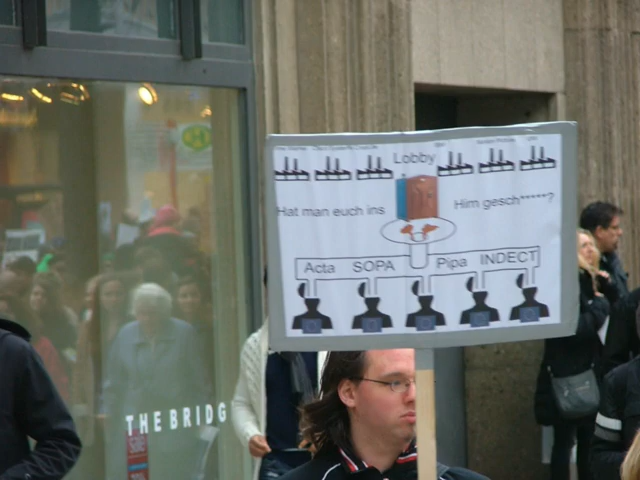 Lobby
Hat man euch ins Hirn gesch*****?
Acta SOPA Pipa INDECT
THE BRIDG